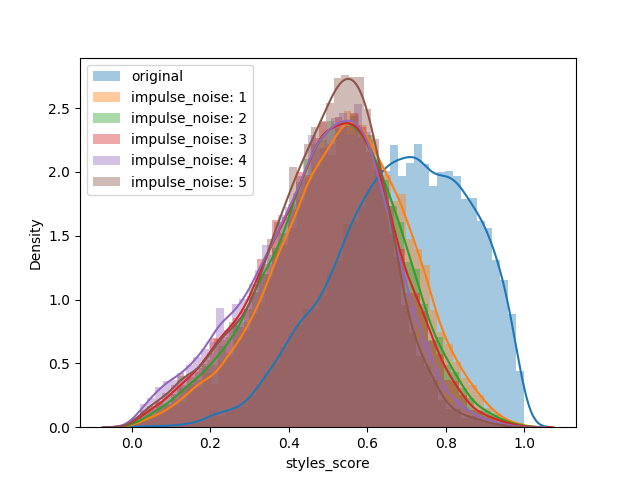 original
impulse_noise: 1
impulse_noise: 2
impulse_noise: 3
impulse_noise: 4
impulse_noise: 5
Density
2.5
2.0
1.5
1.0
0.5
0.0
0.0 0.2 0.4 0.6 0.8 1.0
styles_score